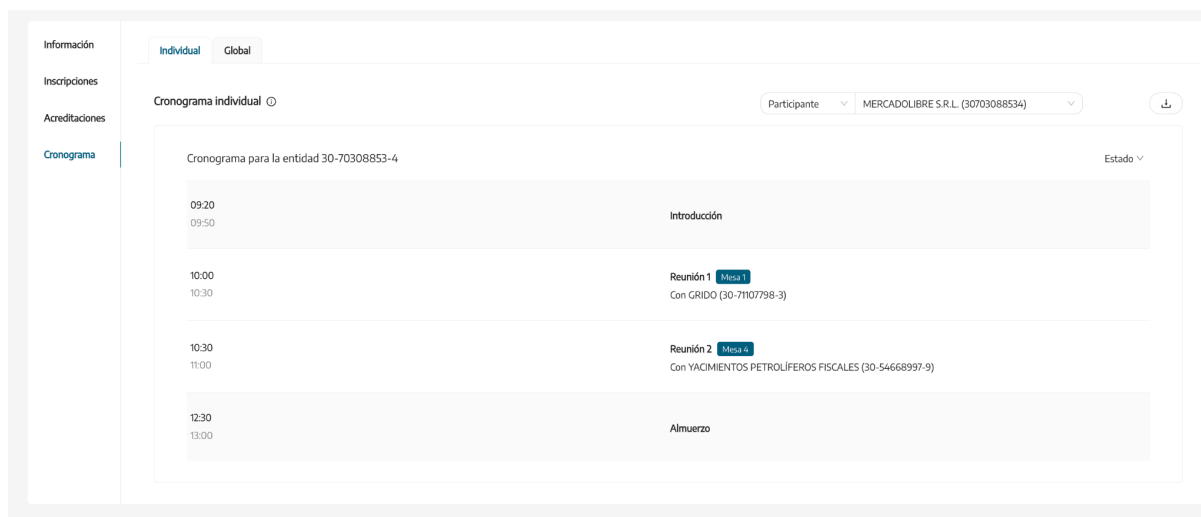 Información
Inscripciones
Acreditaciones
Cronograma
Individual Global
Cronograma individual
Participante MERCADOLIBRE S.R.L. (30703088534)
Cronograma para la entidad 30-70308853-4 Estado
09:20
09:50
Introducción
10:00
10:30
Reunión 1 Mesa 1
Con GRIDO (30-71107798-3)
10:30
11:00
Reunión 2 Mesa 4
Con YACIMIENTOS PETROLÍFEROS FISCALES (30-54668997-9)
12:30
13:00
Almuerzo